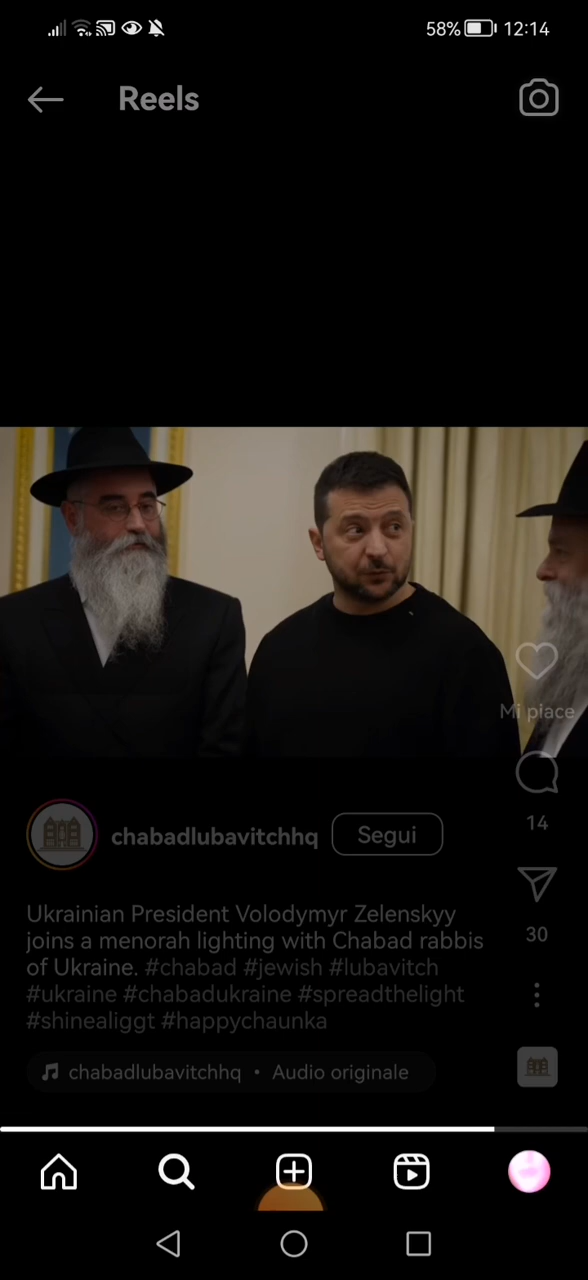 58% 12:14
Reels
Mi piace
14
chabadlubavitchhq Segui
30
Ukrainian President Volodymyr Zelenskyy
joins a menorah lighting with Chabad rabbis
of Ukraine. #chabad #jewish #lubavitch
#ukraine #chabadukraine #spreadthelight
#shinealiggt #happychaunka
chabadlubavitchhq • Audio originale